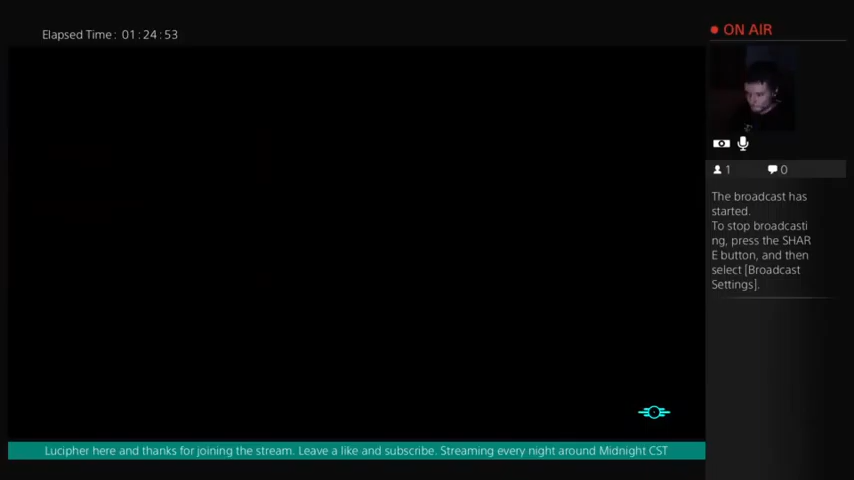 Elapsed Time: 01:24:53
ON AIR
1 0
The broadcast has
started.
To stop broadcasti
ng, press the SHAR
E button, and then
select [Broadcast
Settings].
Lucipher here and thanks for joining the stream. Leave a like and subscribe. Streaming every night around Midnight CST